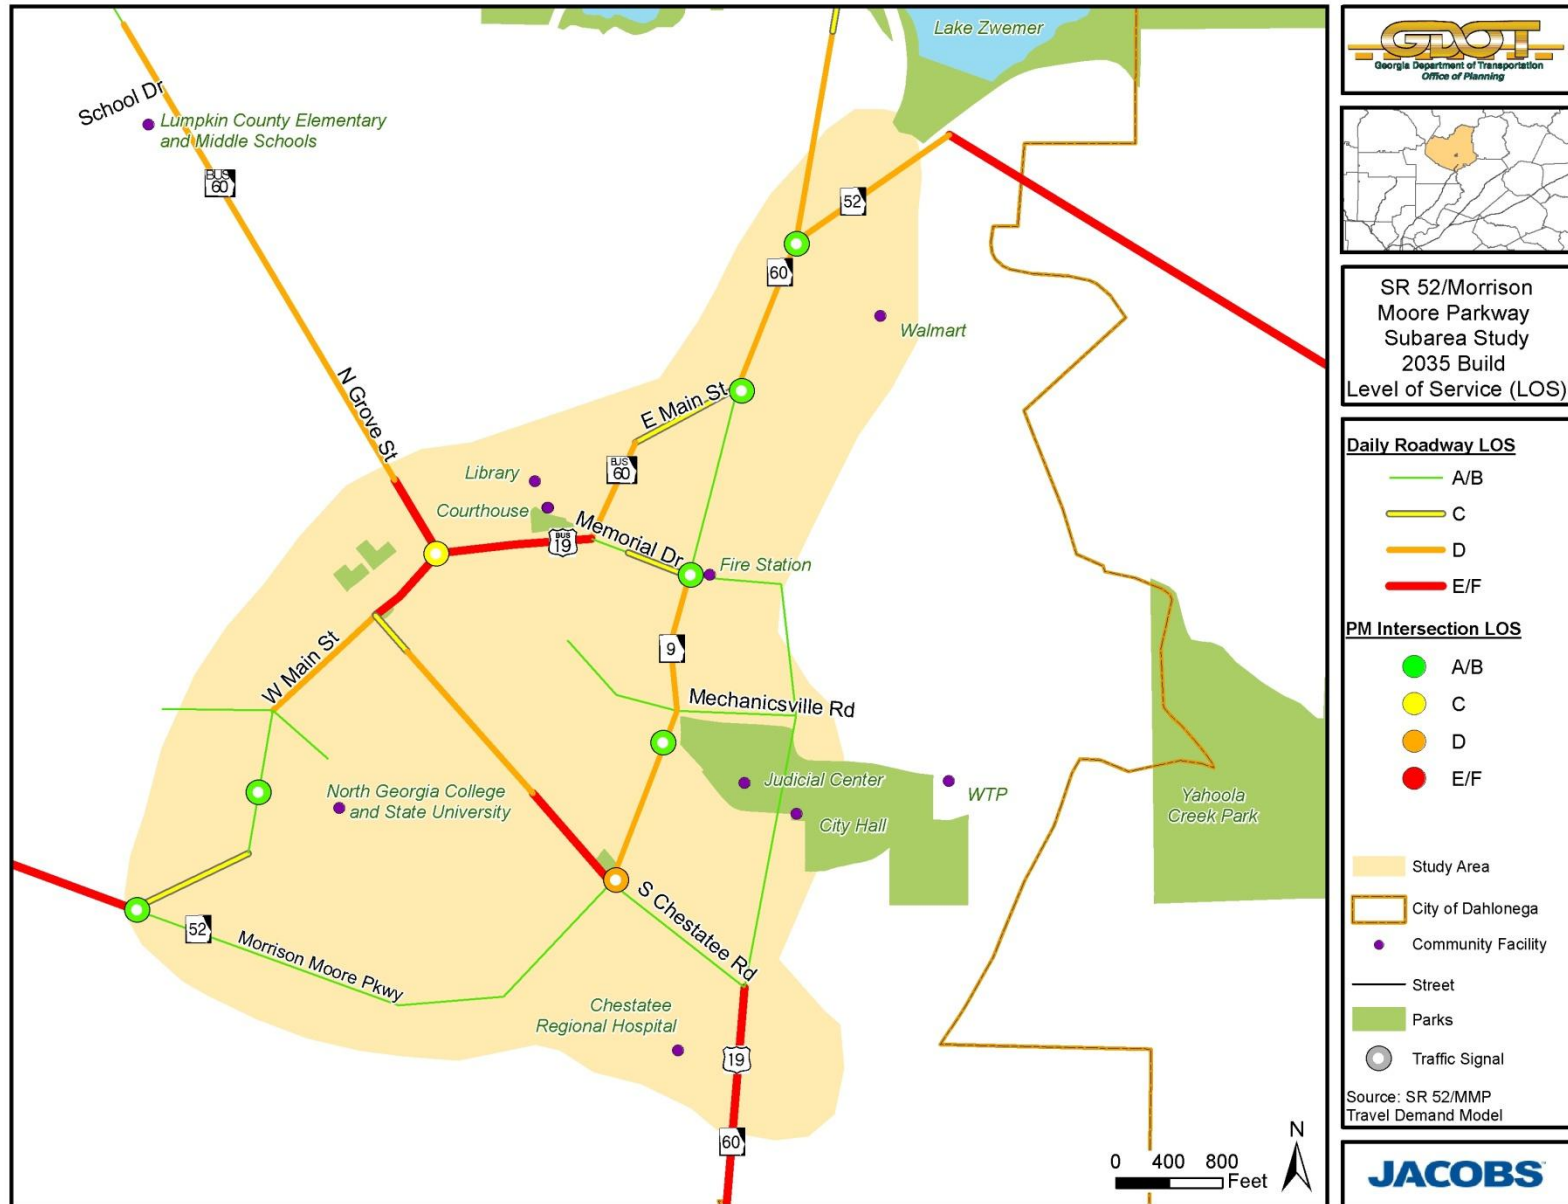 Lake Zwemer
School Dr
Lumpkin County Elementary
and Middle Schools
BUS
60
52
60
Walmart
N Grove St
E Main St
BUS
60
Library
Courthouse
BUS
19
Memorial Dr
Fire Station
9
W Main St
Mechanicsville Rd
North Georgia College
and State University
Judicial Center
City Hall
WTP
Yahoola
Creek Park
52
Morrison Moore Pkwy
S Chestatee Rd
Chestatee
Regional Hospital
19
60
N
0 400 800
Feet
GDOT
Georgia Department of Transportation
Office of Planning
SR 52/Morrison
Moore Parkway
Subarea Study
2035 Build
Level of Service (LOS)
Daily Roadway LOS
A/B
C
D
E/F
PM Intersection LOS
A/B
C
D
E/F
Study Area
City of Dahlonega
Community Facility
Street
Parks
Traffic Signal
Source: SR 52/MMP
Travel Demand Model
JACOBS